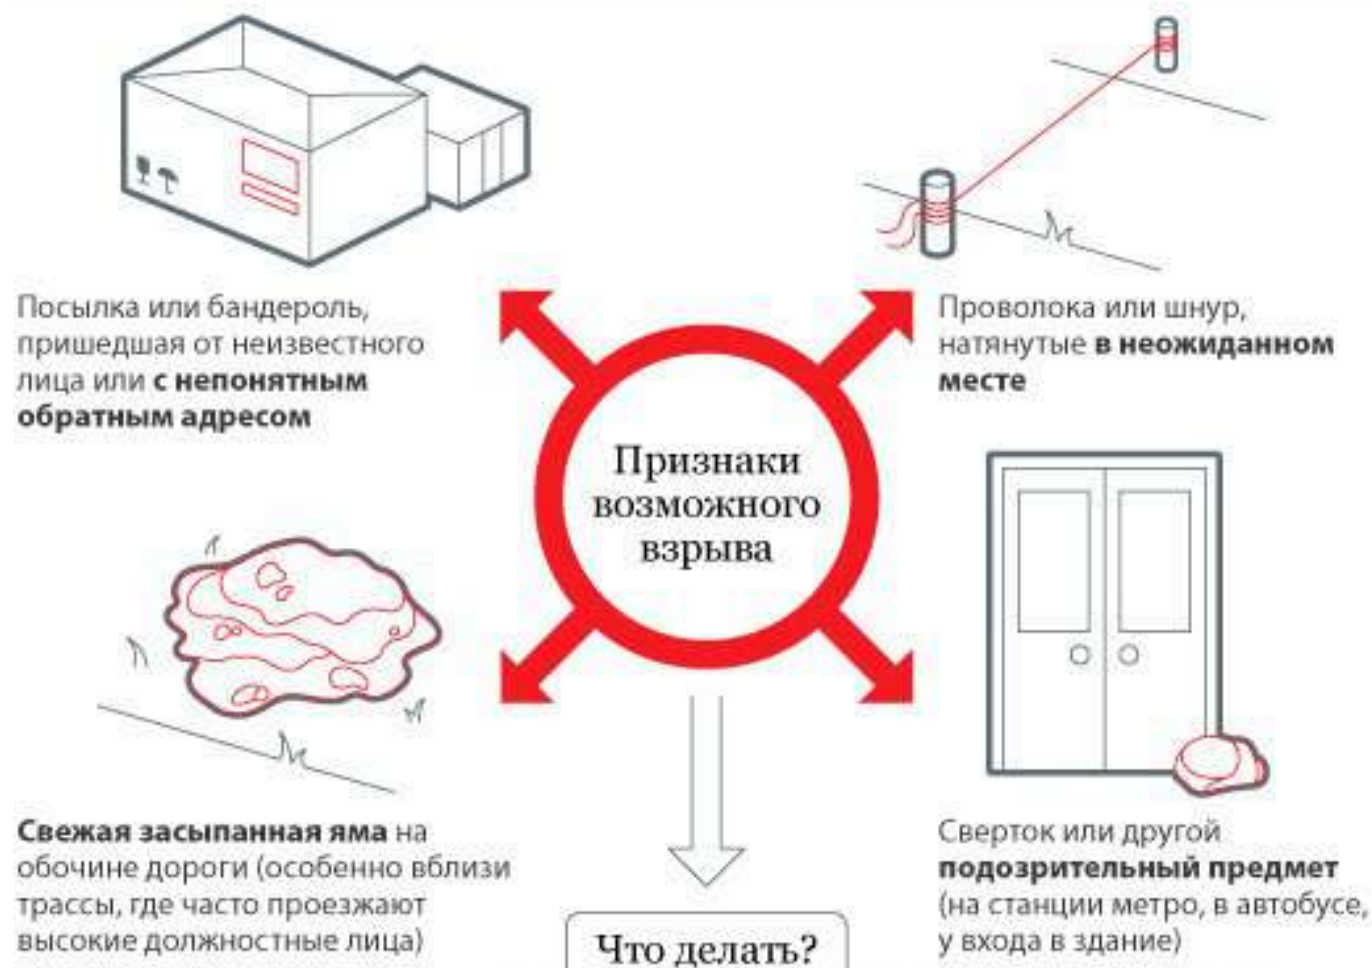 Посылка или бандероль,
пришедшая от неизвестного
лица или с непонятным
обратным адресом
Проволока или шнур,
натянутые в неожиданном
месте
Признаки
возможного
взрыва
Свежая засыпанная яма на
обочине дороги (особенно вблизи
трассы, где часто проезжают
высокие должностные лица)
Сверток или другой
подозрительный предмет
(на станции метро, в автобусе,
у входа в здание)
Что делать?